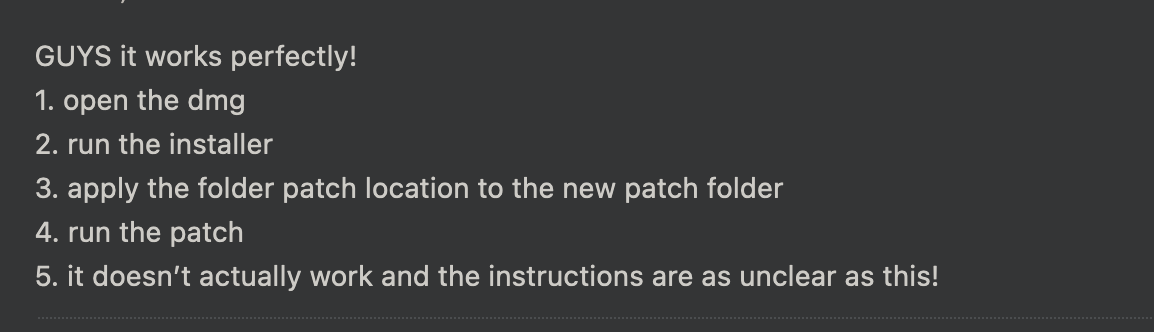 GUYS it works perfectly!
1. open the dmg
2. run the installer
3. apply the folder patch location to the new patch folder
4. run the patch
5. it doesn’t actually work and the instructions are as unclear as this!